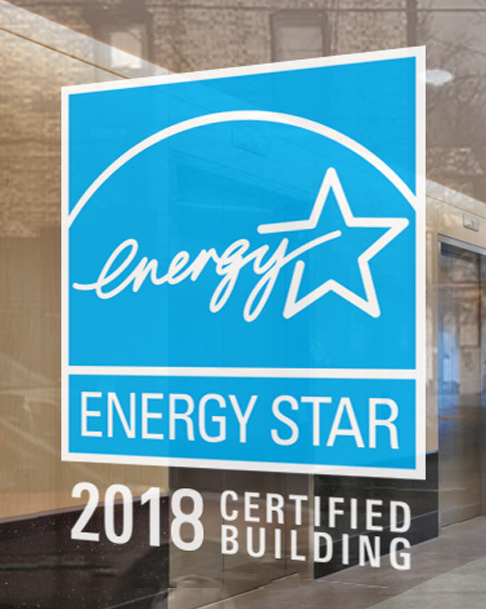 energy
ENERGY STAR
2018 CERTIFIED
BUILDING